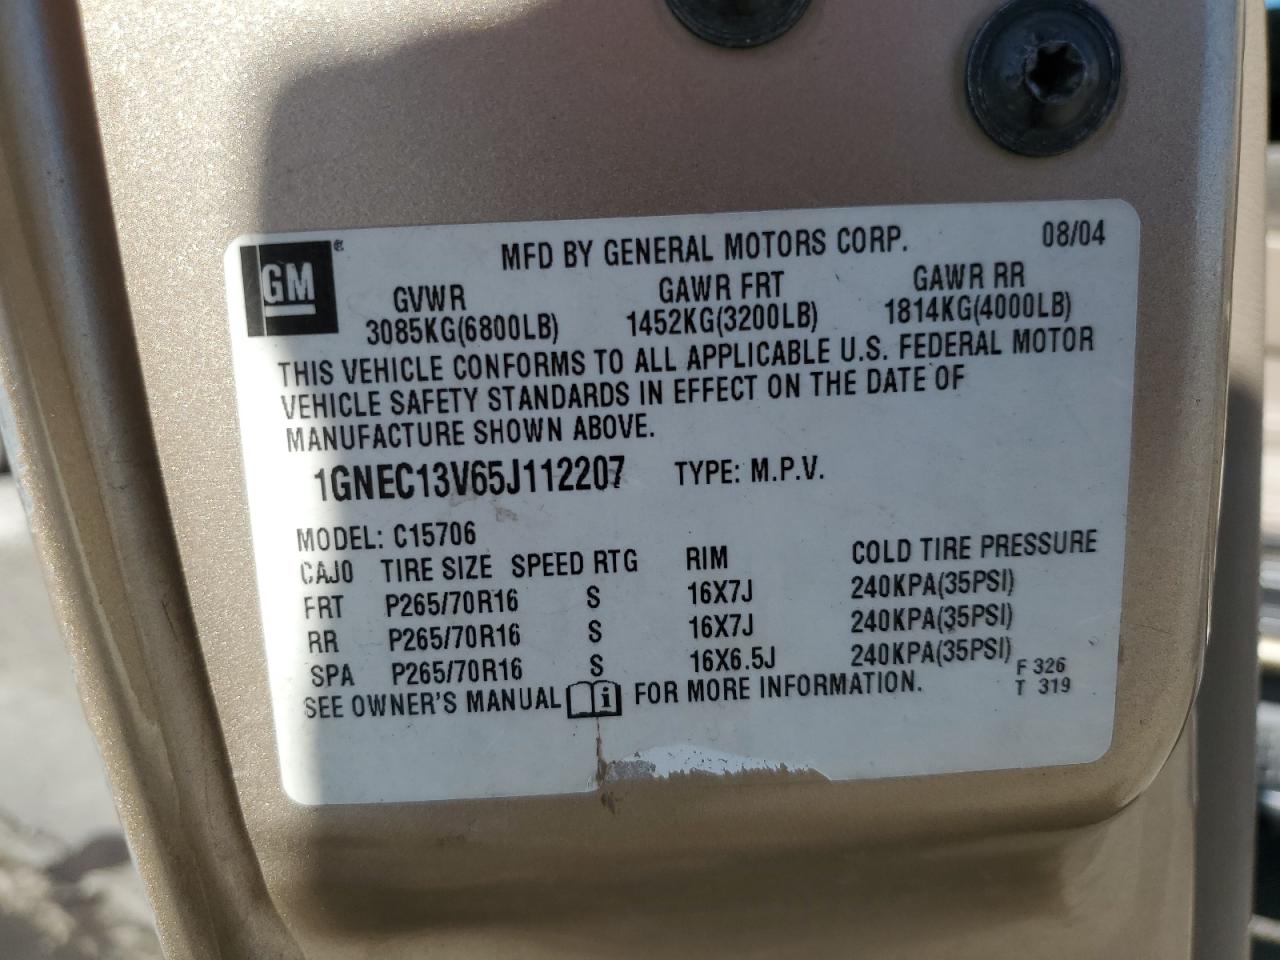 GM ® MFD BY GENERAL MOTORS CORP. 08/04
GVWR GAWR FRT GAWR RR
3085KG(6800LB) 1452KG(3200LB) 1814KG(4000LB)
THIS VEHICLE CONFORMS TO ALL APPLICABLE U.S. FEDERAL MOTOR
VEHICLE SAFETY STANDARDS IN EFFECT ON THE DATE OF
MANUFACTURE SHOWN ABOVE.
1GNEC13V65J112207 TYPE: M.P.V.
MODEL: C15706
CAJ0 TIRE SIZE SPEED RTG RIM COLD TIRE PRESSURE
FRT P265/70R16 S 16X7J 240KPA(35PSI)
RR P265/70R16 S 16X7J 240KPA(35PSI)
SPA P265/70R16 S 16X6.5J 240KPA(35PSI)
SEE OWNER'S MANUAL i FOR MORE INFORMATION.
F 326
T 319